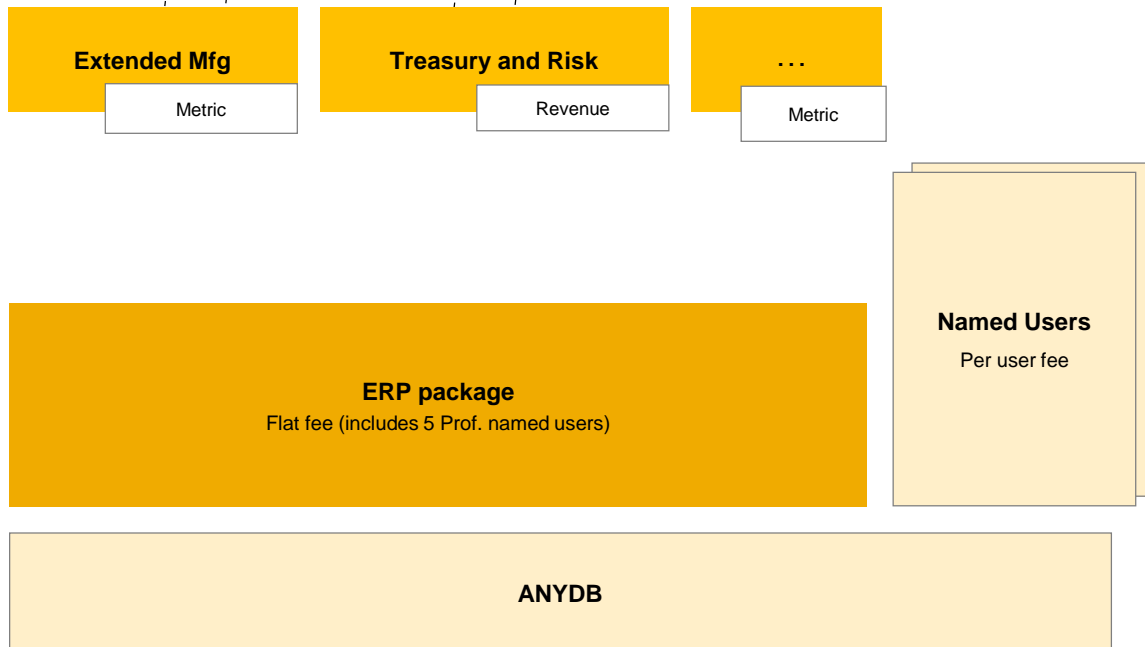 Extended Mfg
Metric
Treasury and Risk
Revenue
...
Metric
Named Users
Per user fee
ERP package
Flat fee (includes 5 Prof. named users)
ANYDB